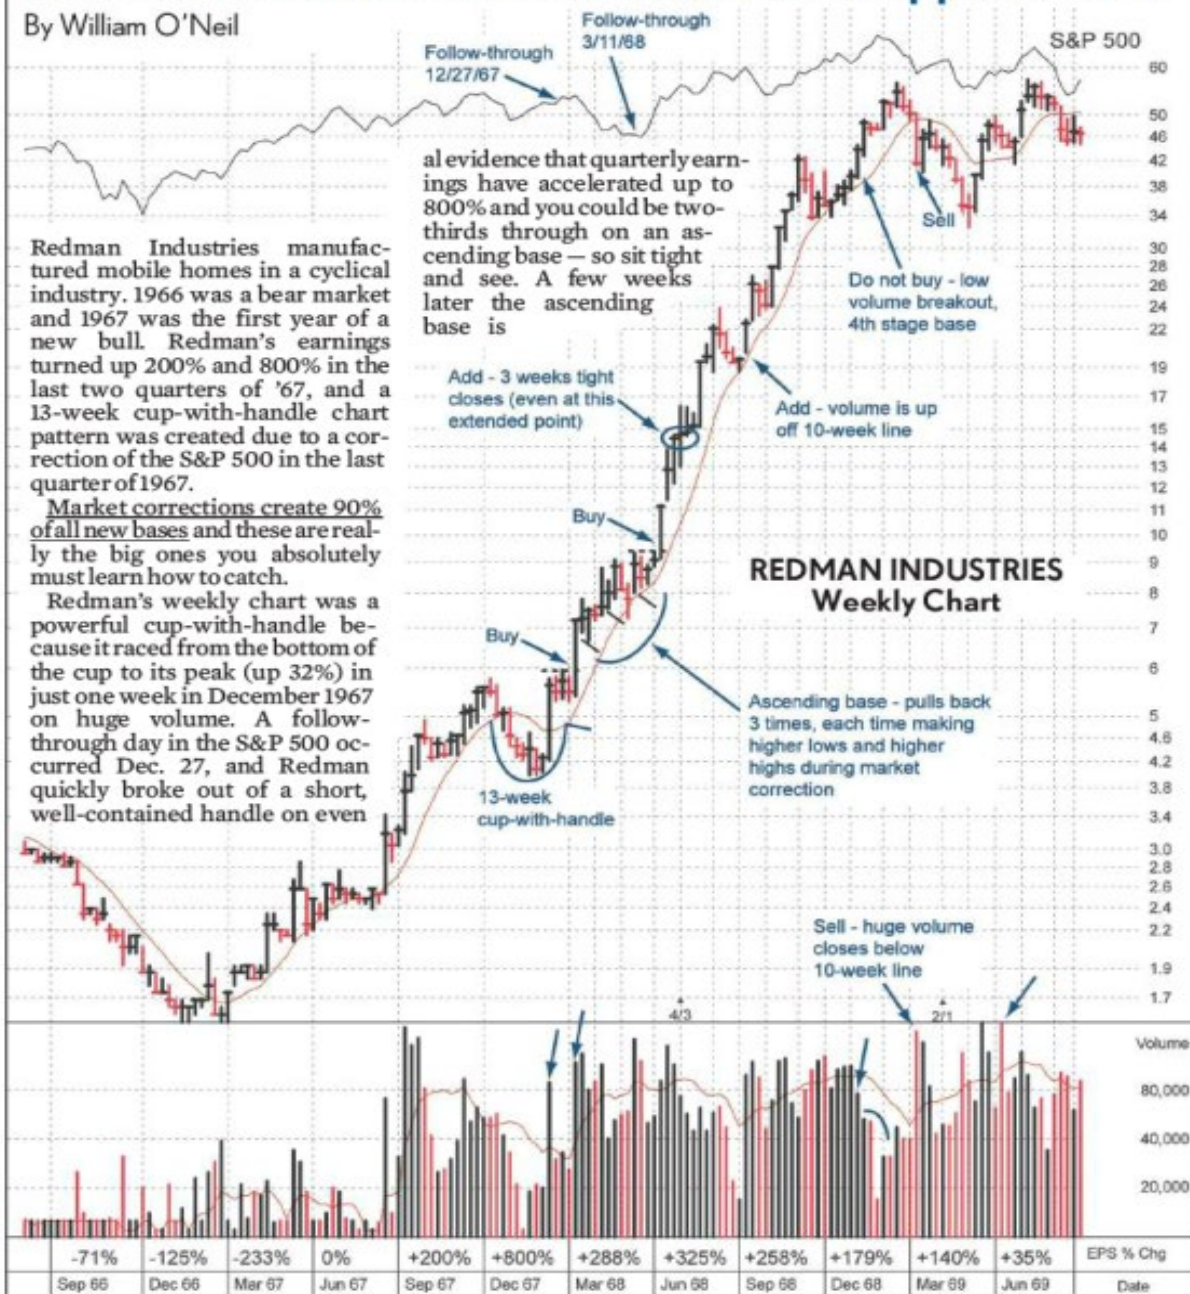 By William O'Neil
Follow-through
12/27/67
Follow-through
3/11/68
S&P 500
Redman Industries manufac-
tured mobile homes in a cyclical
industry. 1966 was a bear market
and 1967 was the first year of a
new bull. Redman's earnings
turned up 200% and 800% in the
last two quarters of '67, and a
13-week cup-with-handle chart
pattern was created due to a cor-
rection of the S&P 500 in the last
quarter of 1967.
Market corrections create 90%
of all new bases and these are real-
ly the big ones you absolutely
must learn how to catch.
Redman's weekly chart was a
powerful cup-with-handle be-
cause it raced from the bottom of
the cup to its peak (up 32%) in
just one week in December 1967
on huge volume. A follow-
through day in the S&P 500 oc-
curred Dec. 27, and Redman
quickly broke out of a short,
well-contained handle on even
al evidence that quarterly earn-
ings have accelerated up to
800% and you could be two-
thirds through on an as-
cending base — so sit tight
and see. A few weeks
later the ascending
base is
Add - 3 weeks tight
closes (even at this
extended point)
Buy
Buy
13-week
cup-with-handle
Sell
Do not buy - low
volume breakout,
4th stage base
Add - volume is up
off 10-week line
REDMAN INDUSTRIES
Weekly Chart
Ascending base - pulls back
3 times, each time making
higher lows and higher
highs during market
correction
Sell - huge volume
closes below
10-week line
60
50
46
42
38
34
30
28
26
24
22
19
17
15
14
13
12
11
10
9
8
7
6
5
4.6
4.2
3.8
3.4
3.0
2.8
2.6
2.4
2.2
1.9
1.7
4/3
2/1
Volume
80,000
40,000
20,000
-71% -125% -233% 0% +200% +800% +288% +325% +258% +179% +140% +35% EPS % Chg
Sep 66 Dec 66 Mar 67 Jun 67 Sep 67 Dec 67 Mar 68 Jun 68 Sep 68 Dec 68 Mar 69 Jun 69 Date